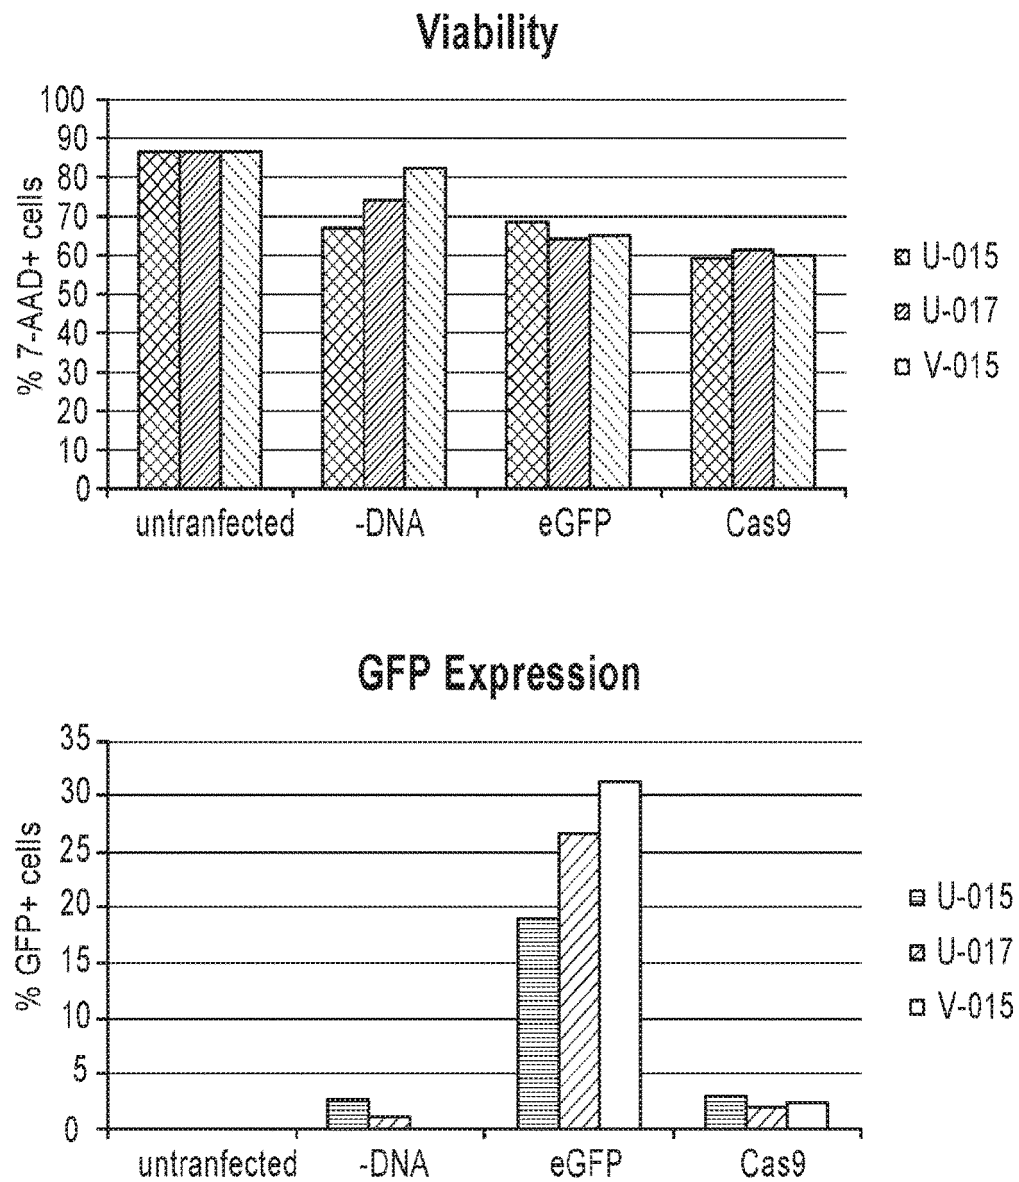 Viability
% 7-AAD+ cells
100
90
80
70
60
50
40
30
20
10
0
untranfected -DNA eGFP Cas9
U-015
U-017
V-015
GFP Expression
% GFP+ cells
35
30
25
20
15
10
5
0
untranfected -DNA eGFP Cas9
U-015
U-017
V-015